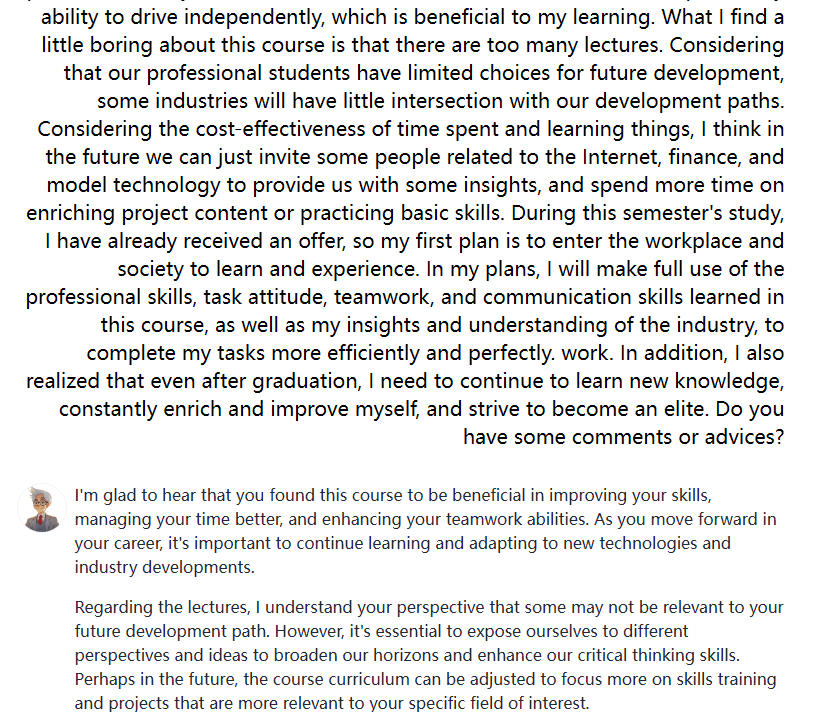 ability to drive independently, which is beneficial to my learning. What I find a
little boring about this course is that there are too many lectures. Considering
that our professional students have limited choices for future development,
some industries will have little intersection with our development paths.
Considering the cost-effectiveness of time spent and learning things, I think in
the future we can just invite some people related to the Internet, finance, and
model technology to provide us with some insights, and spend more time on
enriching project content or practicing basic skills. During this semester's study,
I have already received an offer, so my first plan is to enter the workplace and
society to learn and experience. In my plans, I will make full use of the
professional skills, task attitude, teamwork, and communication skills learned in
this course, as well as my insights and understanding of the industry, to
complete my tasks more efficiently and perfectly. work. In addition, I also
realized that even after graduation, I need to continue to learn new knowledge,
constantly enrich and improve myself, and strive to become an elite. Do you
have some comments or advices?
I'm glad to hear that you found this course to be beneficial in improving your skills,
managing your time better, and enhancing your teamwork abilities. As you move forward in
your career, it's important to continue learning and adapting to new technologies and
industry developments.
Regarding the lectures, I understand your perspective that some may not be relevant to your
future development path. However, it's essential to expose ourselves to different
perspectives and ideas to broaden our horizons and enhance our critical thinking skills.
Perhaps in the future, the course curriculum can be adjusted to focus more on skills training
and projects that are more relevant to your specific field of interest.